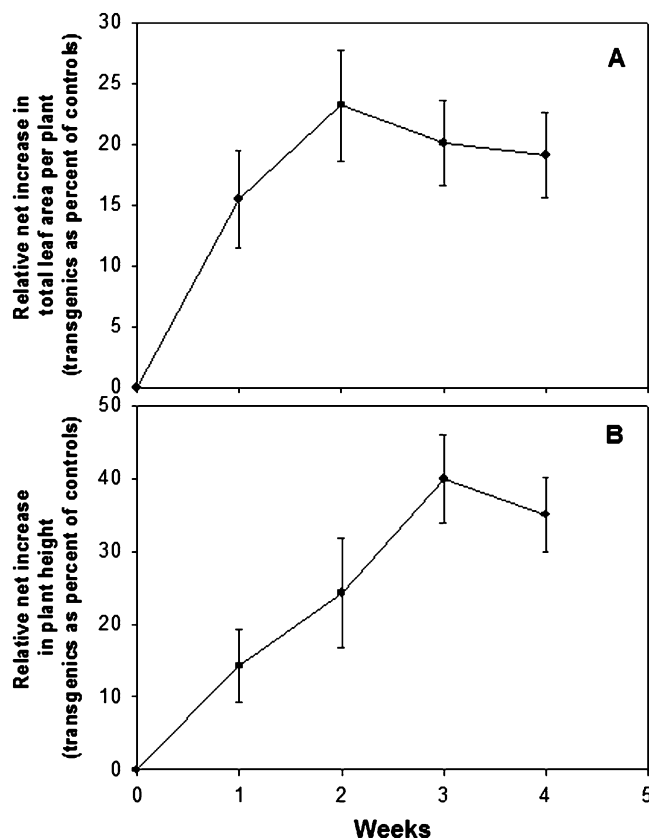 Relative net increase in
total leaf area per plant
(transgenics as percent of controls)
30
25
20
15
10
5
0
A
Relative net increase
in plant height
(transgenics as percent of controls)
50
40
30
20
10
0
B
0 1 2 3 4 5
Weeks